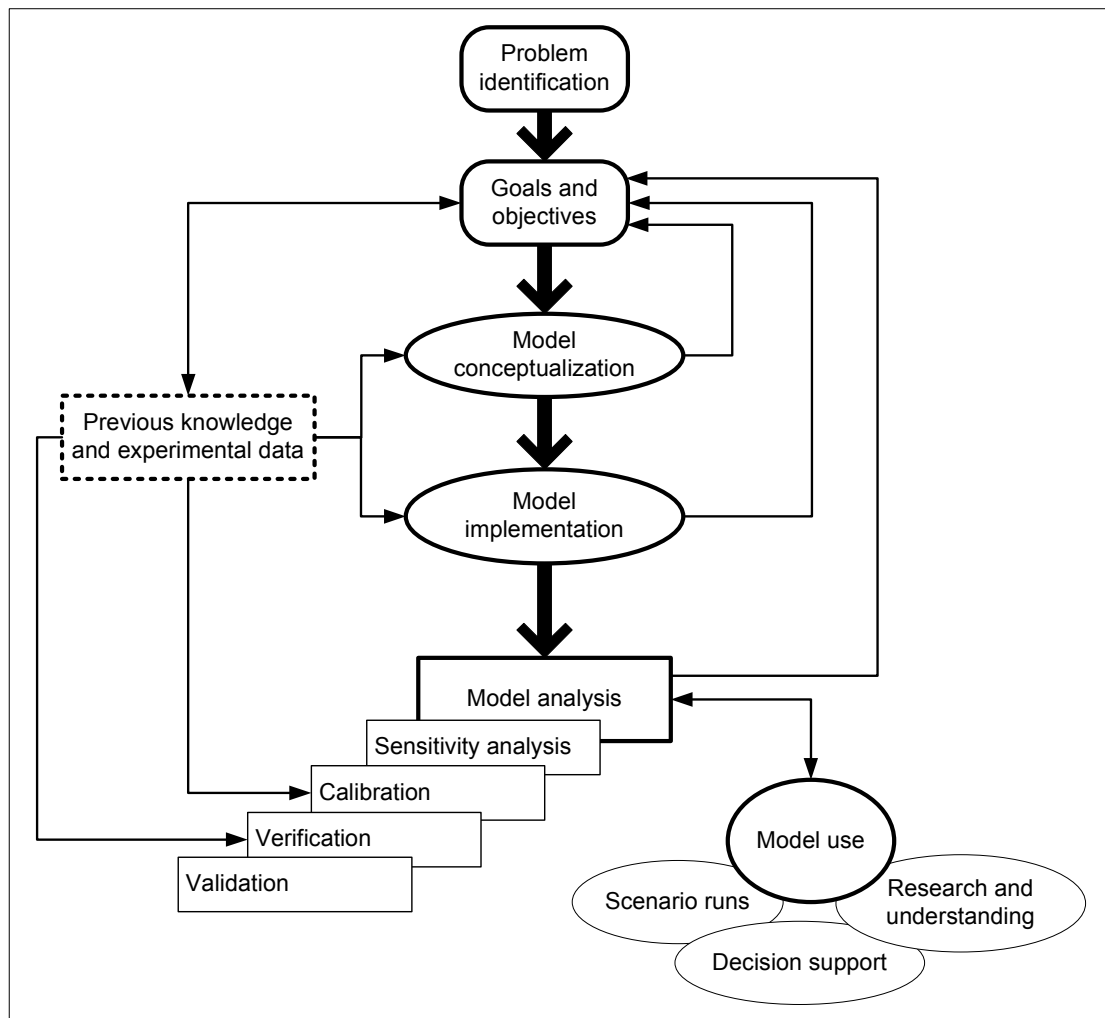 Problem
identification
Goals and
objectives
Model
conceptualization
Previous knowledge
and experimental data
Model
implementation
Model analysis
Sensitivity analysis
Calibration
Verification
Validation
Model use
Scenario runs
Research and
understanding
Decision support